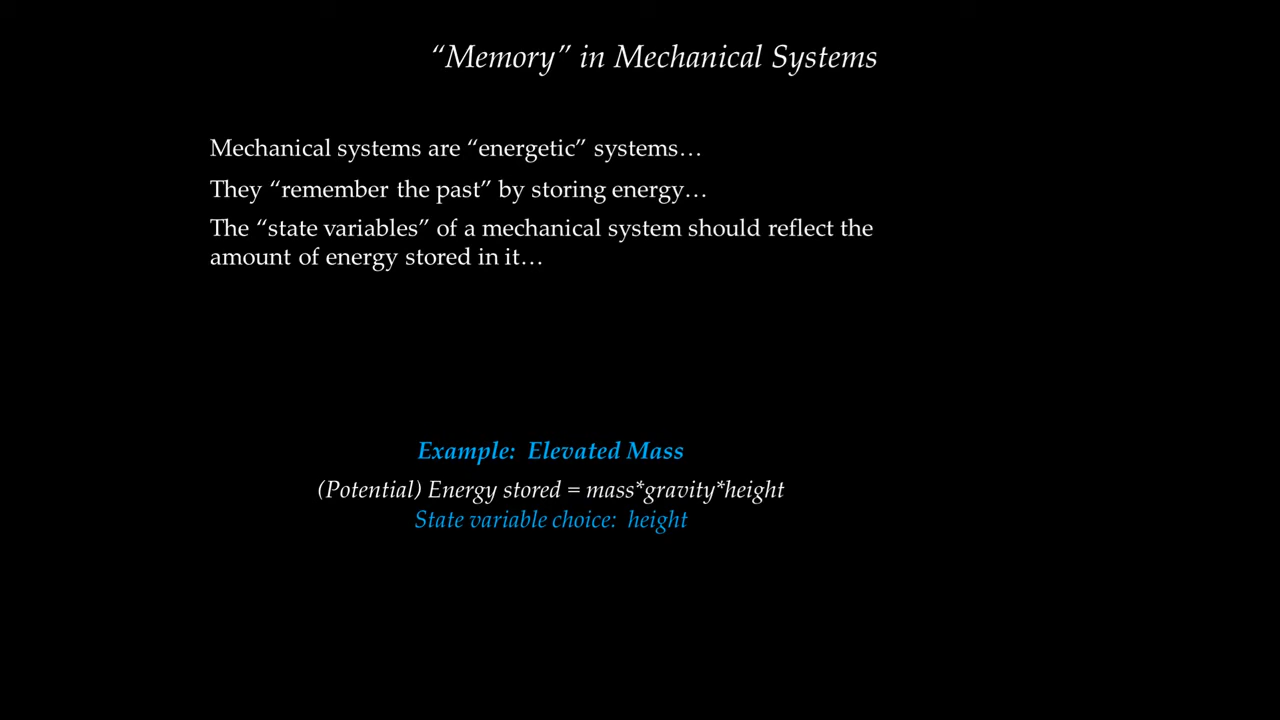 “Memory” in Mechanical Systems
Mechanical systems are “energetic” systems…
They “remember the past” by storing energy…
The “state variables” of a mechanical system should reflect the
amount of energy stored in it…
Example:  Elevated Mass
(Potential) Energy stored = mass*gravity*height
State variable choice:  height